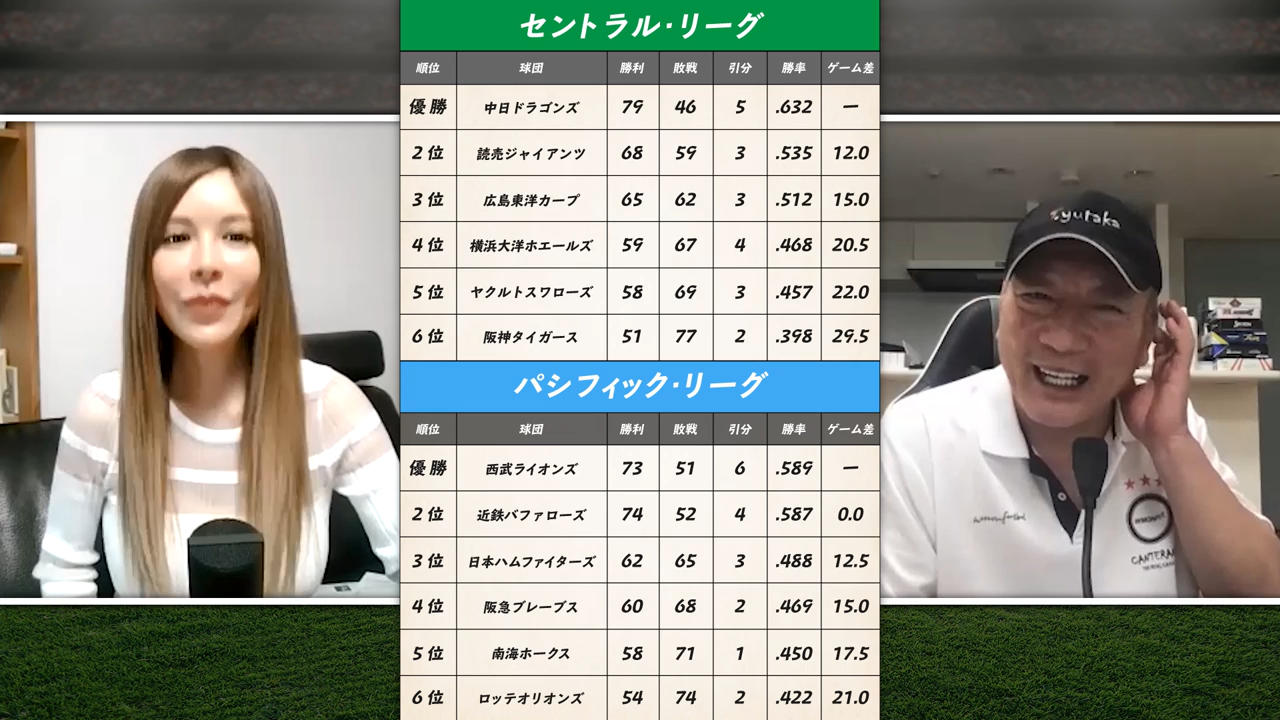 セントラル・リーグ
順位 球団 勝利 敗戦 引分 勝率 ゲーム差
優勝 中日ドラゴンズ 79 46 5 .632 ー
2位 読売ジャイアンツ 68 59 3 .535 12.0
3位 広島東洋カープ 65 62 3 .512 15.0
4位 横浜大洋ホエールズ 59 67 4 .468 20.5
5位 ヤクルトスワローズ 58 69 3 .457 22.0
6位 阪神タイガース 51 77 2 .398 29.5
パシフィック・リーグ
順位 球団 勝利 敗戦 引分 勝率 ゲーム差
優勝 西武ライオンズ 73 51 6 .589 ー
2位 近鉄バファローズ 74 52 4 .587 0.0
3位 日本ハムファイターズ 62 65 3 .488 12.5
4位 阪急ブレーブス 60 68 2 .469 15.0
5位 南海ホークス 58 71 1 .450 17.5
6位 ロッテオリオンズ 54 74 2 .422 21.0
yutaka